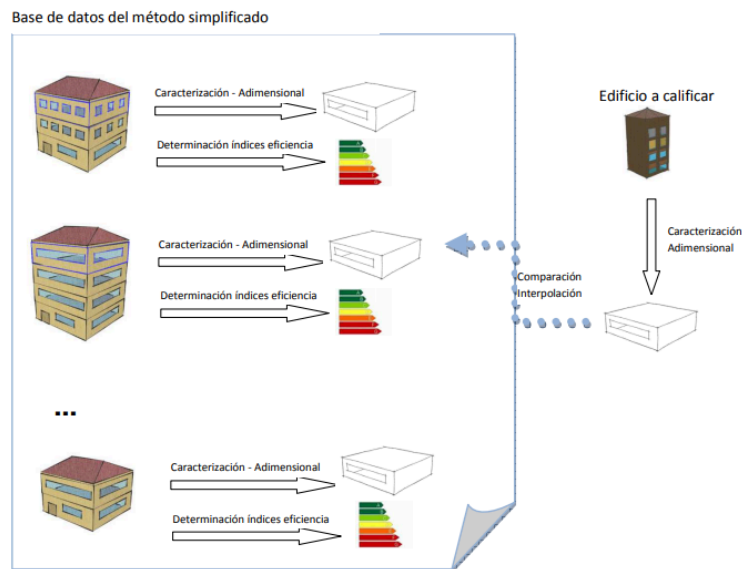 Base de datos del método simplificado
Caracterización - Adimensional
Determinación índices eficiencia
Edificio a calificar
Caracterización
Adimensional
Caracterización - Adimensional
Determinación índices eficiencia
Comparación
Interpolación
...
Caracterización - Adimensional
Determinación índices eficiencia